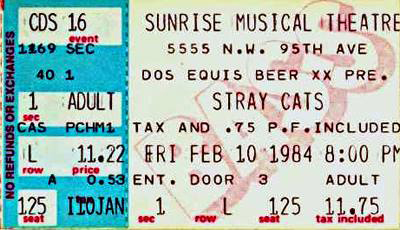 NO REFUNDS OR EXCHANGES
CDS 16
event
1169 SEC
40 1
1 ADULT
sec
CAS PCHM1
L 11.22
row price
A 0.53
125 I10JAN
seat
SUNRISE MUSICAL THEATRE
5555 N.W. 95TH AVE
DOS EQUIS BEER XX PRE.
STRAY CATS
TAX AND .75 P.F.INCLUDED
FRI FEB 10 1984 8:00 PM
ENT. DOOR 3 ADULT
1 L 125 11.75
sec row seat tax included